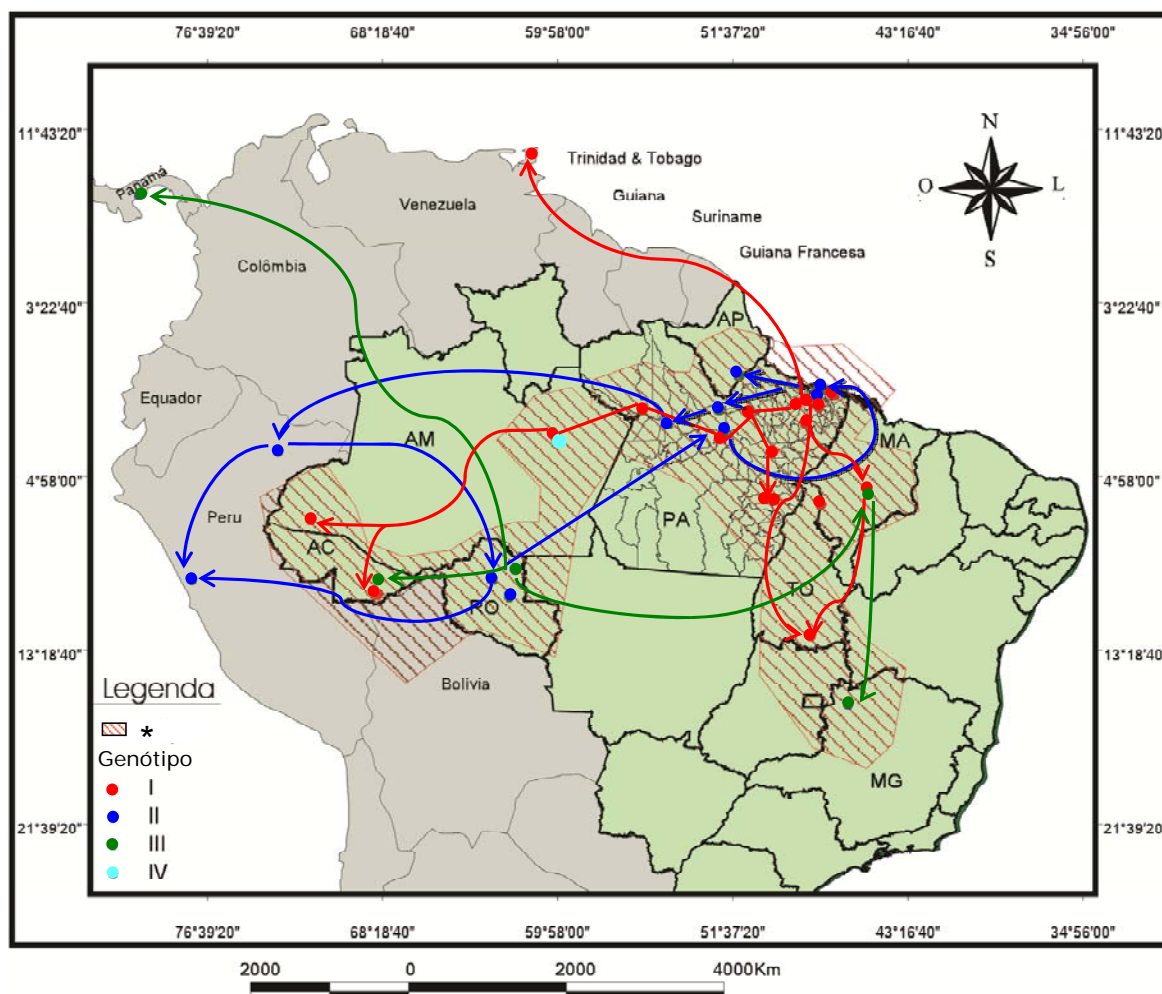 76°39'20" 68°18'40" 59°58'00" 51°37'20" 43°16'40" 34°56'00"
11°43'20" 11°43'20"
N
O L
S
Trinidad & Tobago
Panamá
Guiana
Venezuela
Suriname
Guiana Francesa
Colômbia
3°22'40" 3°22'40"
AP
Equador
AM
MA
4°58'00" 4°58'00"
Peru
PA
AC
TO
RO
13°18'40" 13°18'40"
Bolívia
Legenda
*
Genótipo
I
II
III
IV
MG
21°39'20" 21°39'20"
76°39'20" 68°18'40" 59°58'00" 51°37'20" 43°16'40" 34°56'00"
2000 0 2000 4000Km